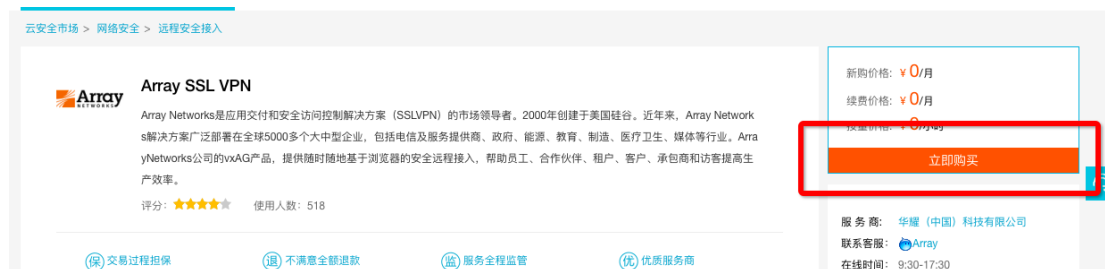 云安全市场 > 网络安全 > 远程安全接入
Array
NETWORKS
Array SSL VPN
Array Networks是应用交付和安全访问控制解决方案（SSLVPN）的市场领导者。2000年创建于美国硅谷。近年来，Array Network
s解决方案广泛部署在全球5000多个大中型企业，包括电信及服务提供商、政府、能源、教育、制造、医疗卫生、媒体等行业。Arra
yNetworks公司的vxAG产品，提供随时随地基于浏览器的安全远程接入，帮助员工、合作伙伴、租户、客户、承包商和访客提高生
产效率。
评分： 使用人数：518
保 交易过程担保
退 不满意全额退款
监 服务全程监管
优 优质服务商
新购价格: ¥ 0/月
续费价格: ¥ 0/月
按量价格: ¥ 0/小时
立即购买
服 务 商: 华耀（中国）科技有限公司
联系客服: Array
在线时间: 9:30-17:30